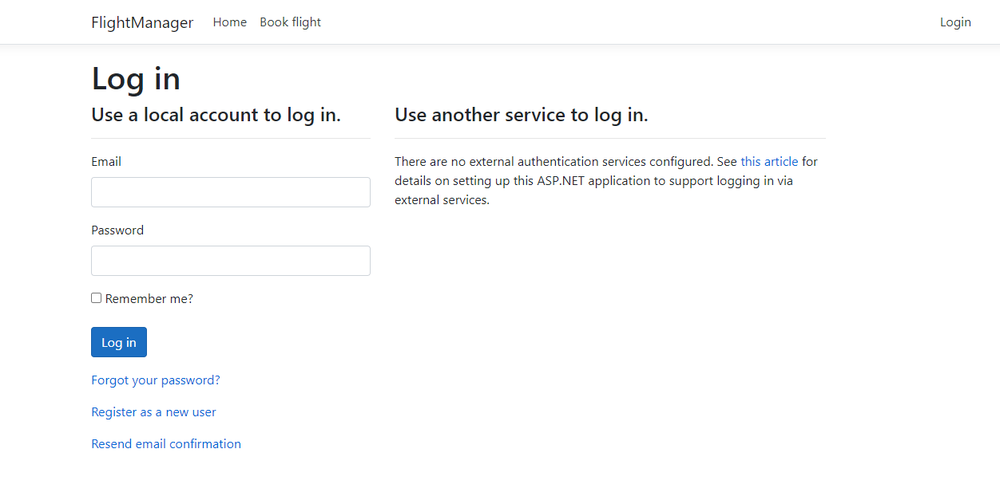 FlightManager Home Book flight Login
Log in
Use a local account to log in.
Email
Password
Remember me?
Log in
Forgot your password?
Register as a new user
Resend email confirmation
Use another service to log in.
There are no external authentication services configured. See this article for
details on setting up this ASP.NET application to support logging in via
external services.